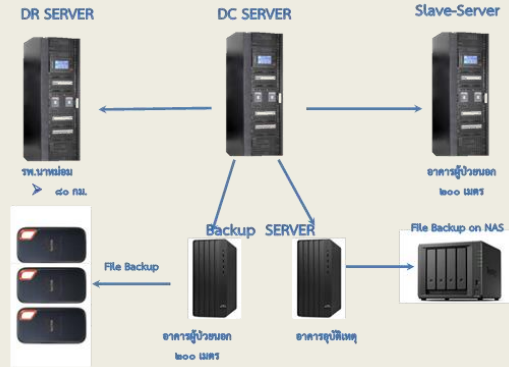 DR SERVER
DC SERVER
Slave-Server
รพ.นาหม่อม
➢ ๘๐ กม.
อาคารผู้ป่วยนอก
๒๐๐ เมตร
Backup SERVER
File Backup on NAS
File Backup
อาคารผู้ป่วยนอก
๒๐๐ เมตร
อาคารอุบัติเหตุ